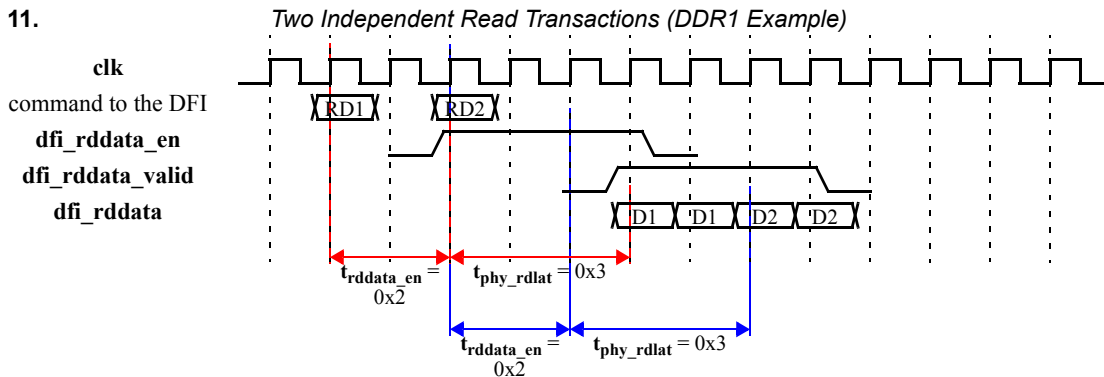 11. Two Independent Read Transactions (DDR1 Example)
clk
command to the DFI RD1 RD2
dfi_rddata_en
dfi_rddata_valid
dfi_rddata D1 D1 D2 D2
trddata_en = 0x2 tphy_rdlat = 0x3
trddata_en = 0x2 tphy_rdlat = 0x3